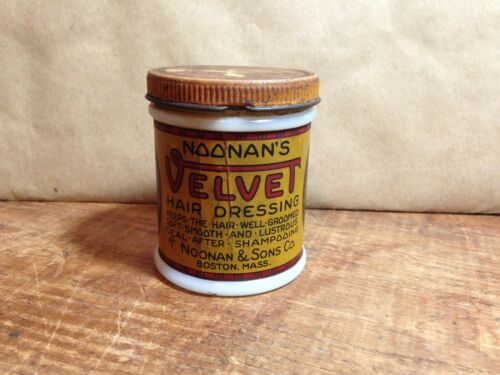 NOONAN'S
VELVET
HAIR DRESSING
KEEPS·THE·HAIR·WELL·GROOMED
SOFT·SMOOTH·AND·LUSTROUS
IDEAL·AFTER·SHAMPOOING
T. NOONAN & SONS CO.
BOSTON. MASS.